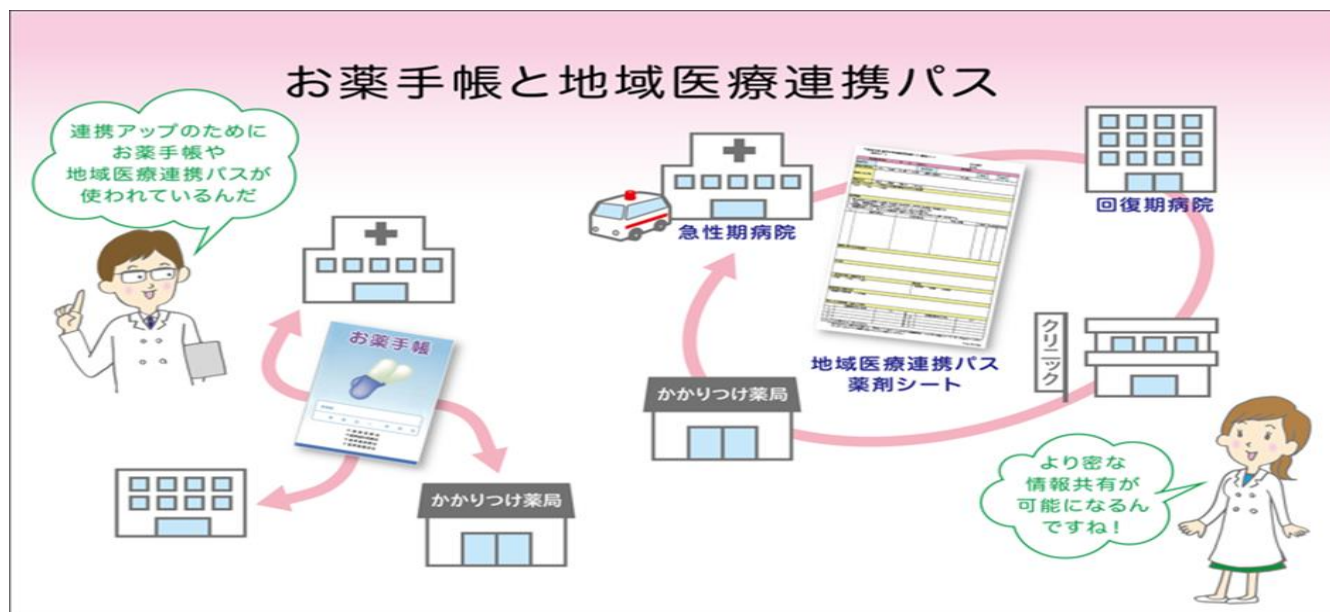 お薬手帳と地域医療連携パス
連携アップのために
お薬手帳や
地域医療連携パスが
使われているんだ
お薬手帳
かかりつけ薬局
急性期病院
回復期病院
地域医療連携パス
薬剤シート
クリニック
かかりつけ薬局
より密な
情報共有が
可能になるん
ですね！